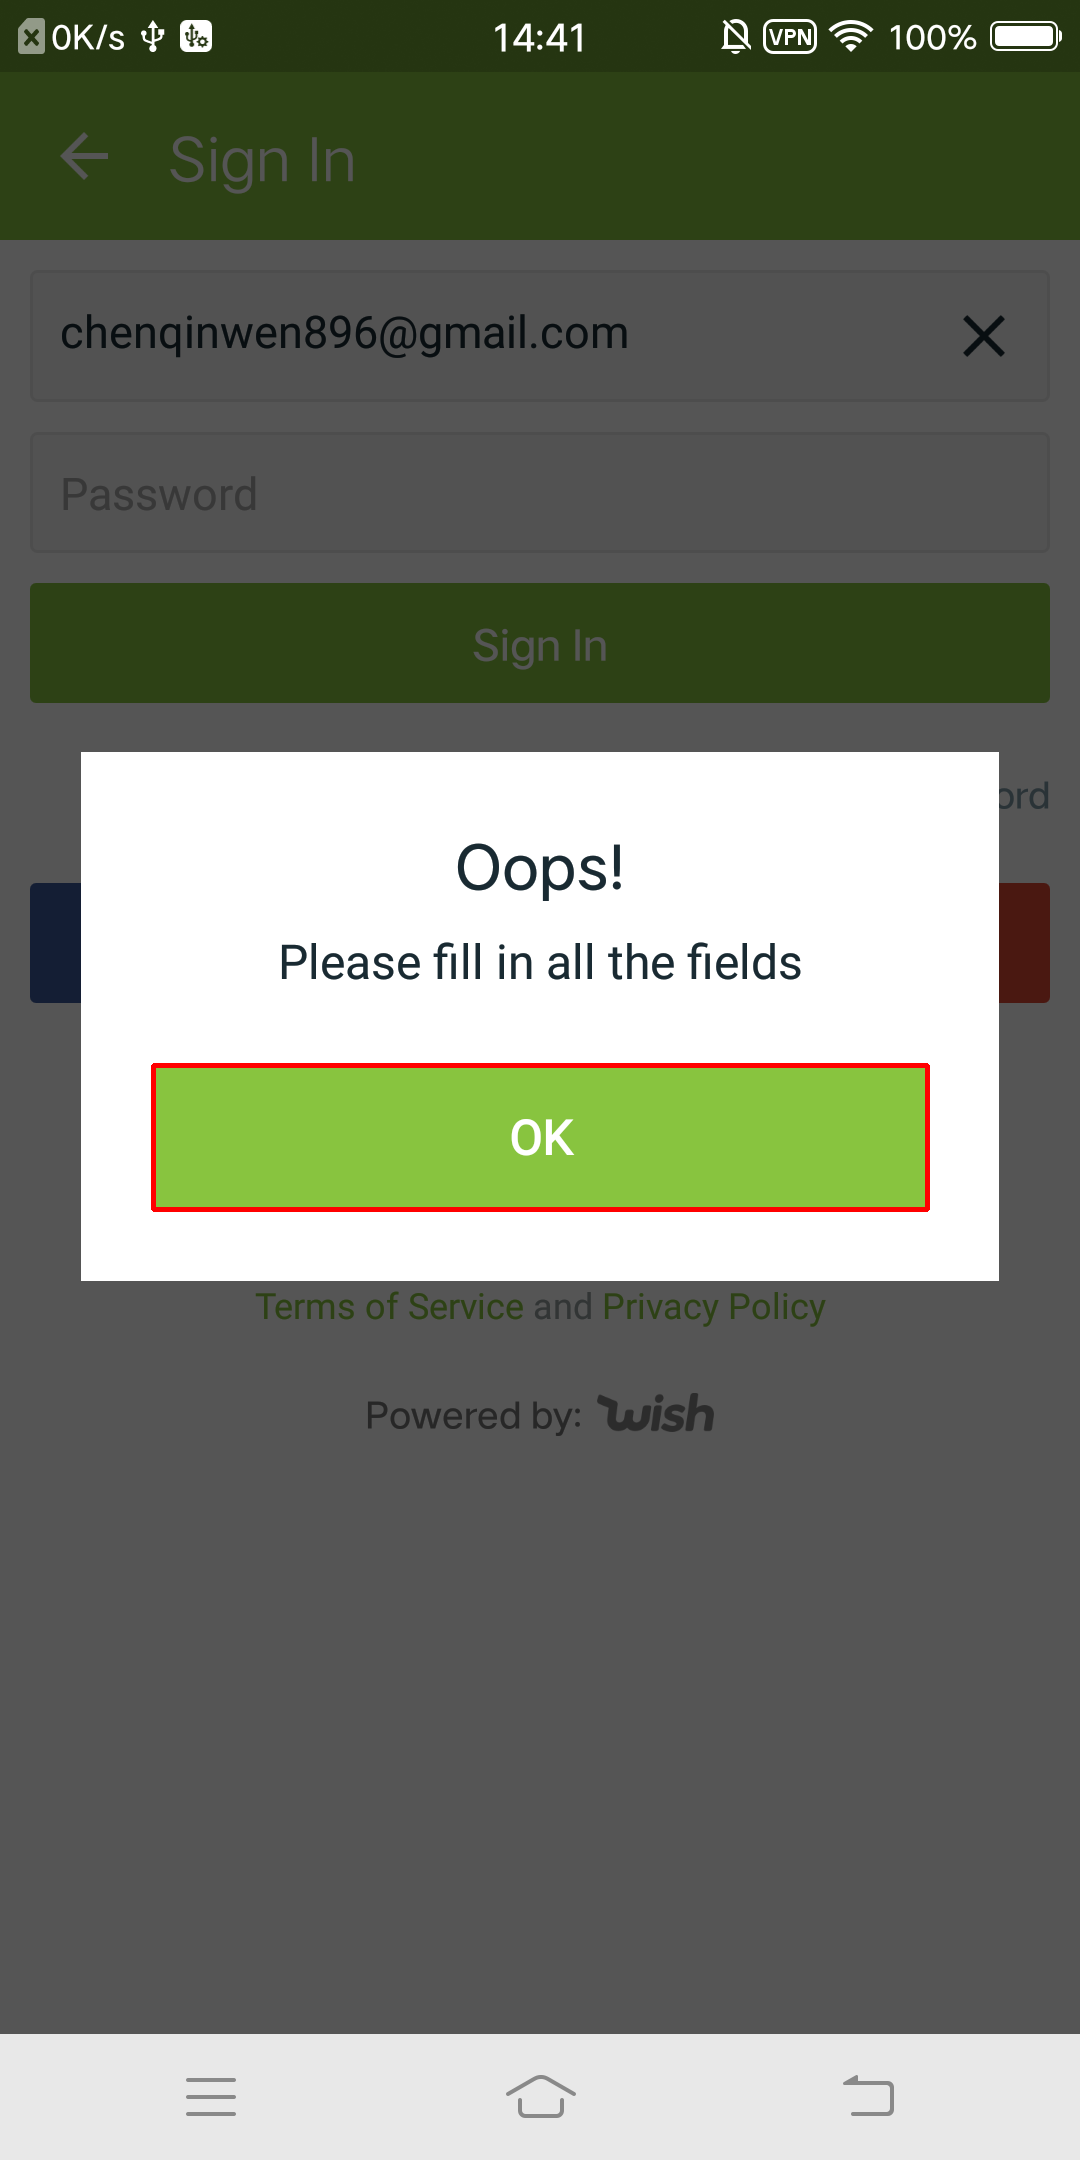 0K/s
14:41
VPN
100%
Sign In
chenqinwen896@gmail.com
Password
Sign In
ord
Oops!
Please fill in all the fields
OK
Terms of Service and Privacy Policy
Powered by: wish